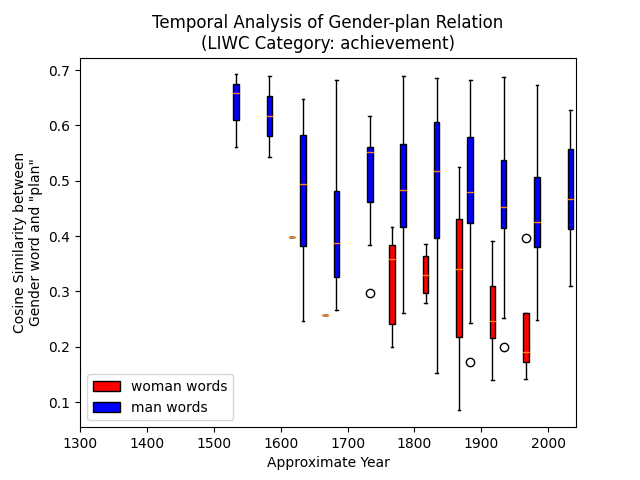 Temporal Analysis of Gender-plan Relation
(LIWC Category: achievement)
0.7
0.6
0.5
0.4
0.3
0.2
0.1
Cosine Similarity between
Gender word and "plan"
woman words
man words
1300 1400 1500 1600 1700 1800 1900 2000
Approximate Year